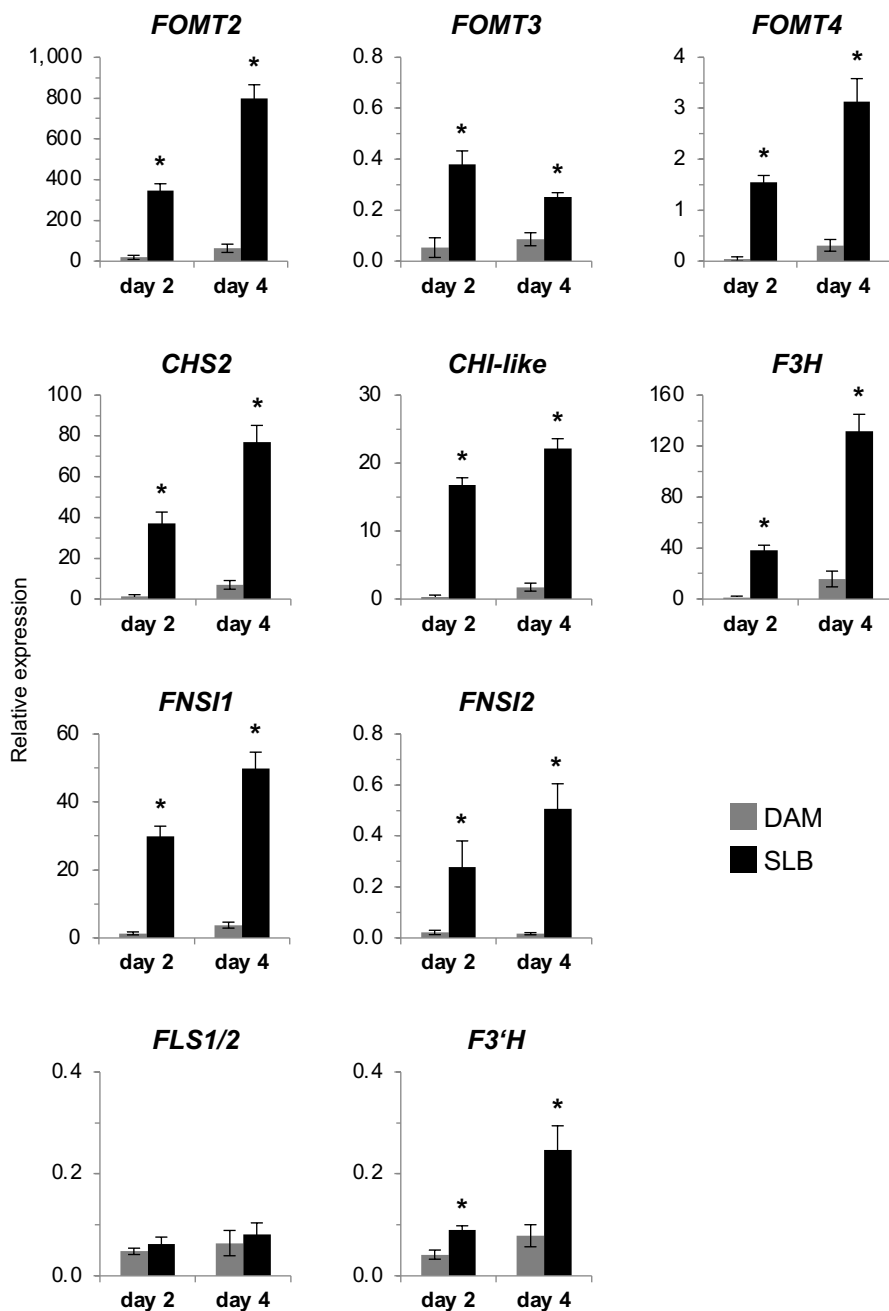 FOMT2 FOMT3 FOMT4
1,000 0.8 4
800 0.6 3
600
400 0.4 2
200 0.2 1
0 0.0 0
* * * * * *
day 2 day 4 day 2 day 4 day 2 day 4
CHS2 CHI-like F3H
100 30 160
80 20 120
60
40 10 80
20 40
0 0 0
* * * * * *
day 2 day 4 day 2 day 4 day 2 day 4
Relative expression
FNSI1 FNSI2
60 0.8
40 0.6
0.4
20 0.2
0 0.0
* * * *
day 2 day 4 day 2 day 4
DAM
SLB
FLS1/2 F3‘H
0.4 0.4
0.2 0.2
0.0 0.0
* *
day 2 day 4 day 2 day 4